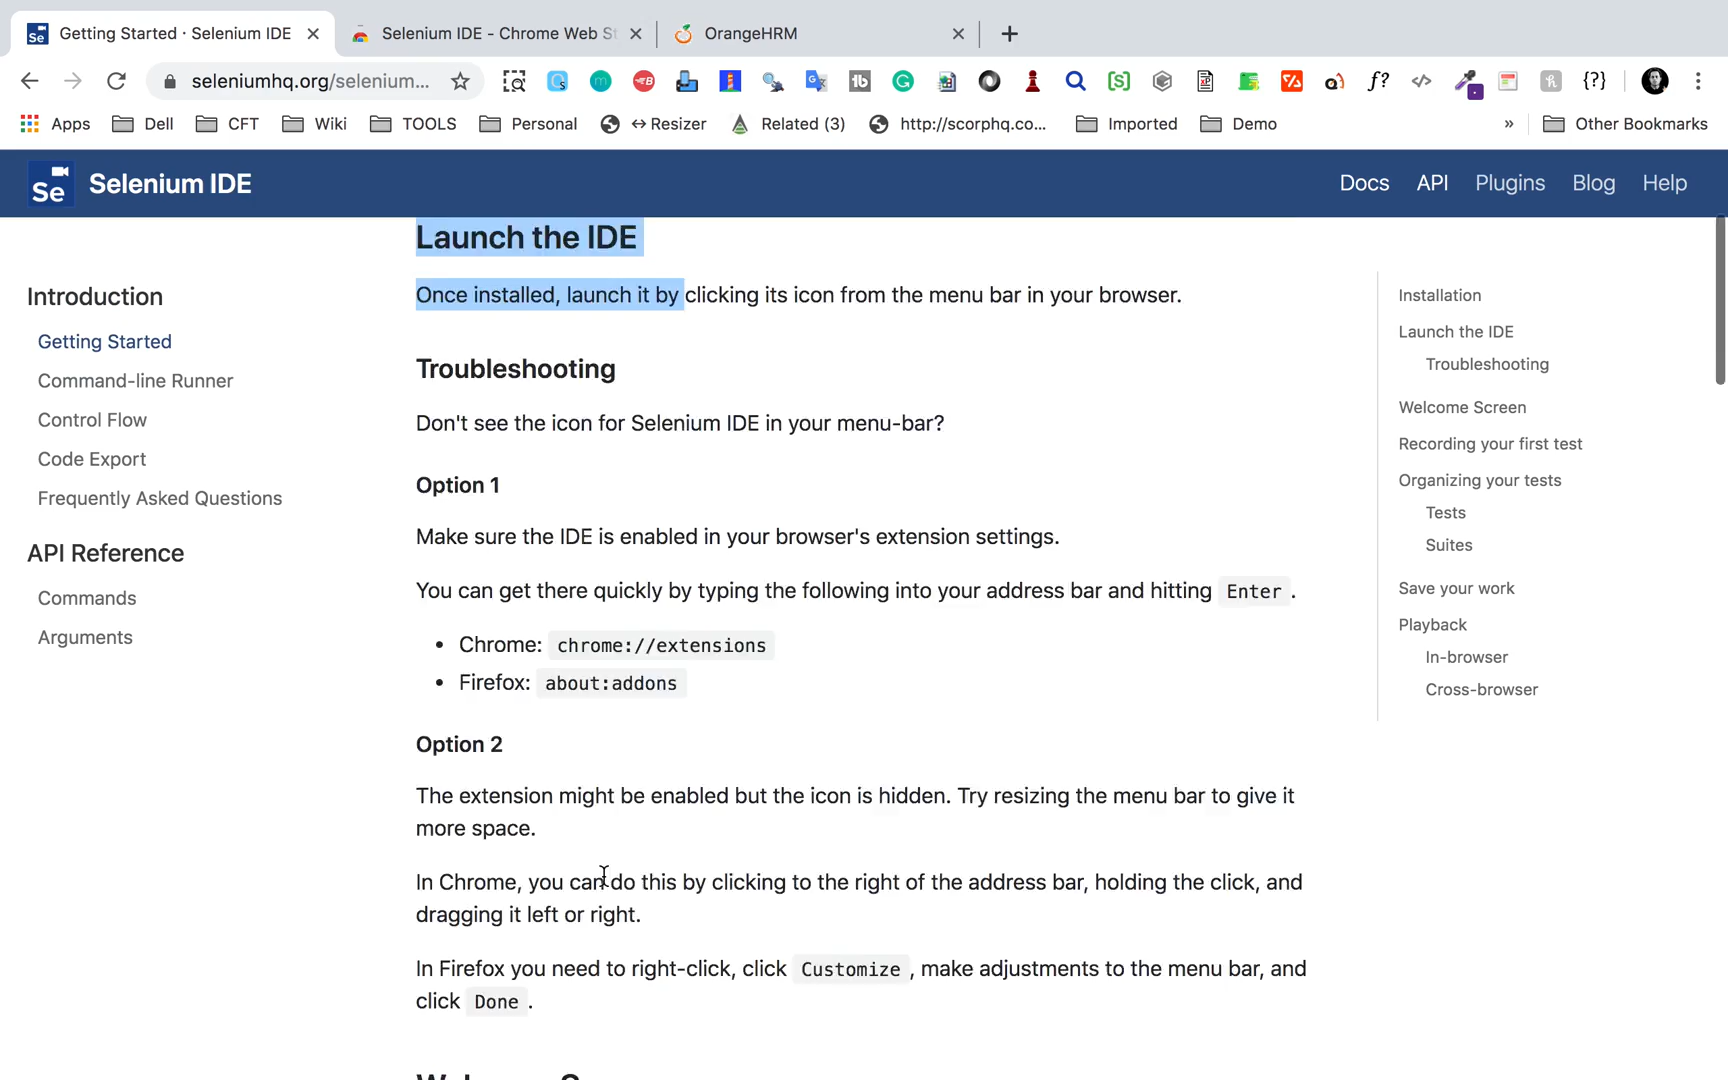 Getting Started · Selenium IDE
Selenium IDE - Chrome Web St
OrangeHRM
seleniumhq.org/selenium...
Apps
Dell
CFT
Wiki
TOOLS
Personal
↔ Resizer
Related (3)
http://scorphq.co...
Imported
Demo
»
Other Bookmarks
Se
Selenium IDE
Docs
API
Plugins
Blog
Help
Introduction
Getting Started
Command-line Runner
Control Flow
Code Export
Frequently Asked Questions
API Reference
Commands
Arguments
Launch the IDE
Once installed, launch it by clicking its icon from the menu bar in your browser.
Troubleshooting
Don't see the icon for Selenium IDE in your menu-bar?
Option 1
Make sure the IDE is enabled in your browser's extension settings.
You can get there quickly by typing the following into your address bar and hitting Enter .
• Chrome: chrome://extensions
• Firefox: about:addons
Option 2
The extension might be enabled but the icon is hidden. Try resizing the menu bar to give it
more space.
In Chrome, you can do this by clicking to the right of the address bar, holding the click, and
dragging it left or right.
In Firefox you need to right-click, click Customize , make adjustments to the menu bar, and
click Done .
Installation
Launch the IDE
Troubleshooting
Welcome Screen
Recording your first test
Organizing your tests
Tests
Suites
Save your work
Playback
In-browser
Cross-browser